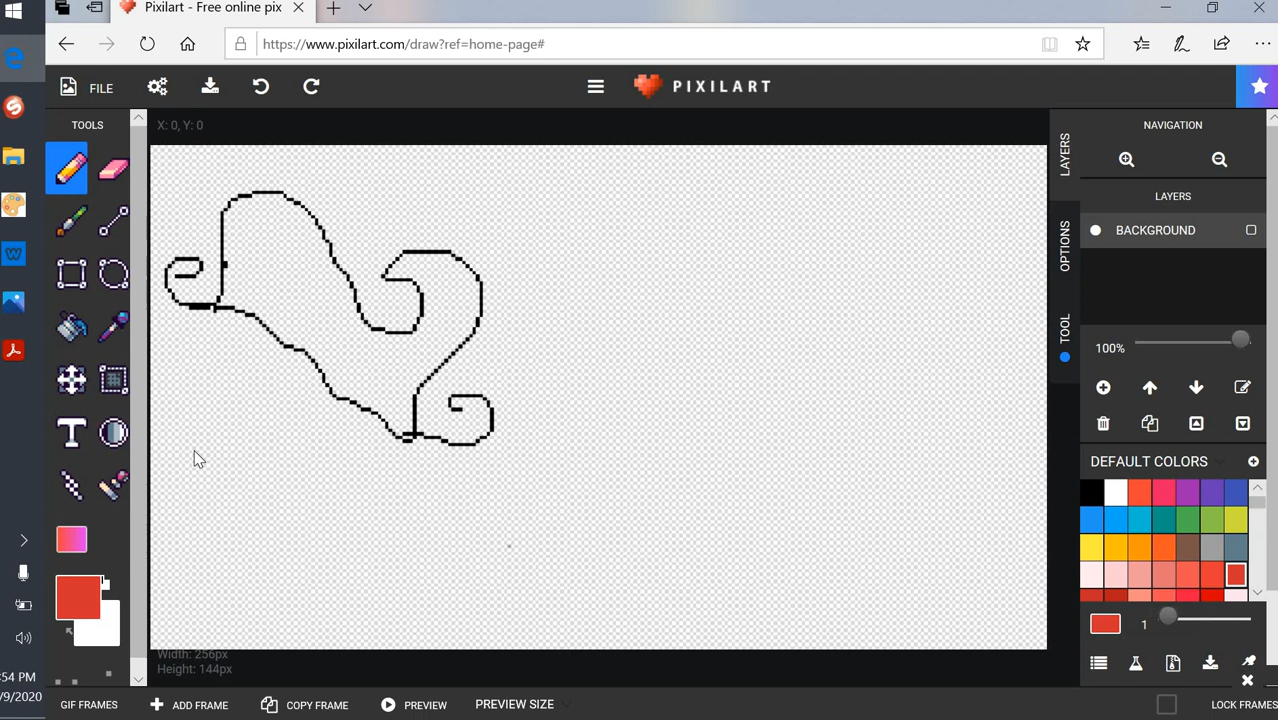 Pixilart - Free online pix
https://www.pixilart.com/draw?ref=home-page#
FILE
PIXILART
TOOLS
X: 0, Y: 0
LAYERS
OPTIONS
TOOL
NAVIGATION
LAYERS
BACKGROUND
100%
DEFAULT COLORS
1
T
W
S
Width: 256px
Height: 144px
:54 PM
/9/2020
GIF FRAMES
ADD FRAME
COPY FRAME
PREVIEW
PREVIEW SIZE
LOCK FRAMES